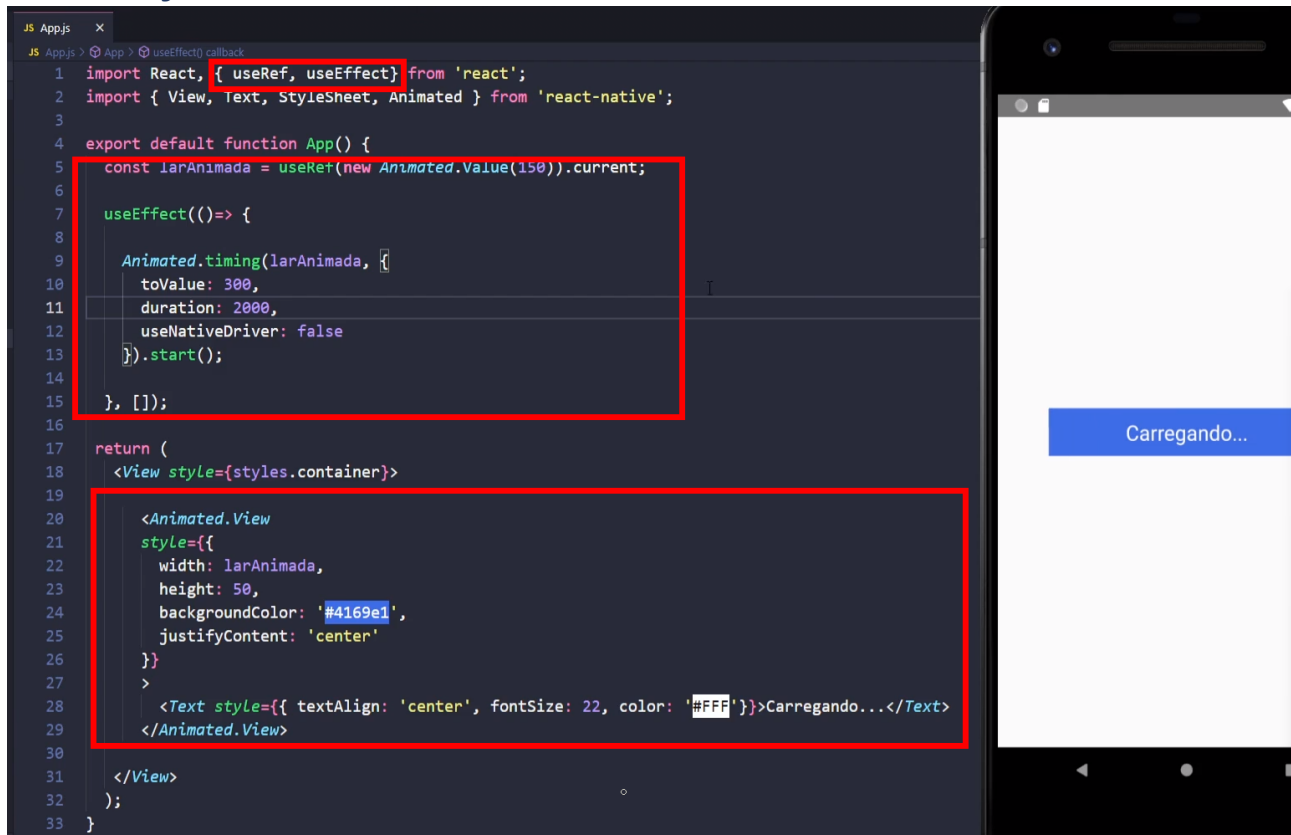 JS App.js ×
JS App.js > App > useEffect() callback
1 import React, { useRef, useEffect} from 'react';
2 import { View, Text, StyleSheet, Animated } from 'react-native';
3
4 export default function App() {
5 const larAnimada = useRef(new Animated.Value(150)).current;
6
7 useEffect(()=> {
8
9 Animated.timing(larAnimada, {
10 toValue: 300,
11 duration: 2000,
12 useNativeDriver: false
13 }).start();
14
15 }, []);
16
17 return (
18 <View style={styles.container}>
19
20 <Animated.View
21 style={{
22 width: larAnimada,
23 height: 50,
24 backgroundColor: '#4169e1',
25 justifyContent: 'center'
26 }}
27 >
28 <Text style={{ textAlign: 'center', fontSize: 22, color: '#FFF'}}>Carregando...</Text>
29 </Animated.View>
30
31 </View>
32 );
33 }
Carregando...